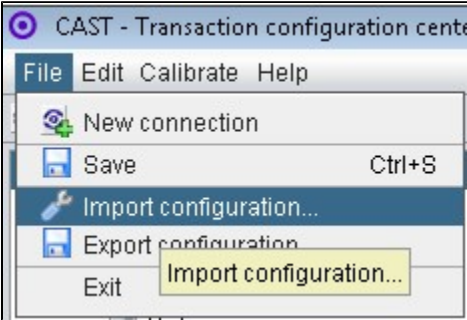 CAST - Transaction configuration cente
File Edit Calibrate Help
New connection
Save Ctrl+S
Import configuration...
Export configuration
Import configuration...
Exit